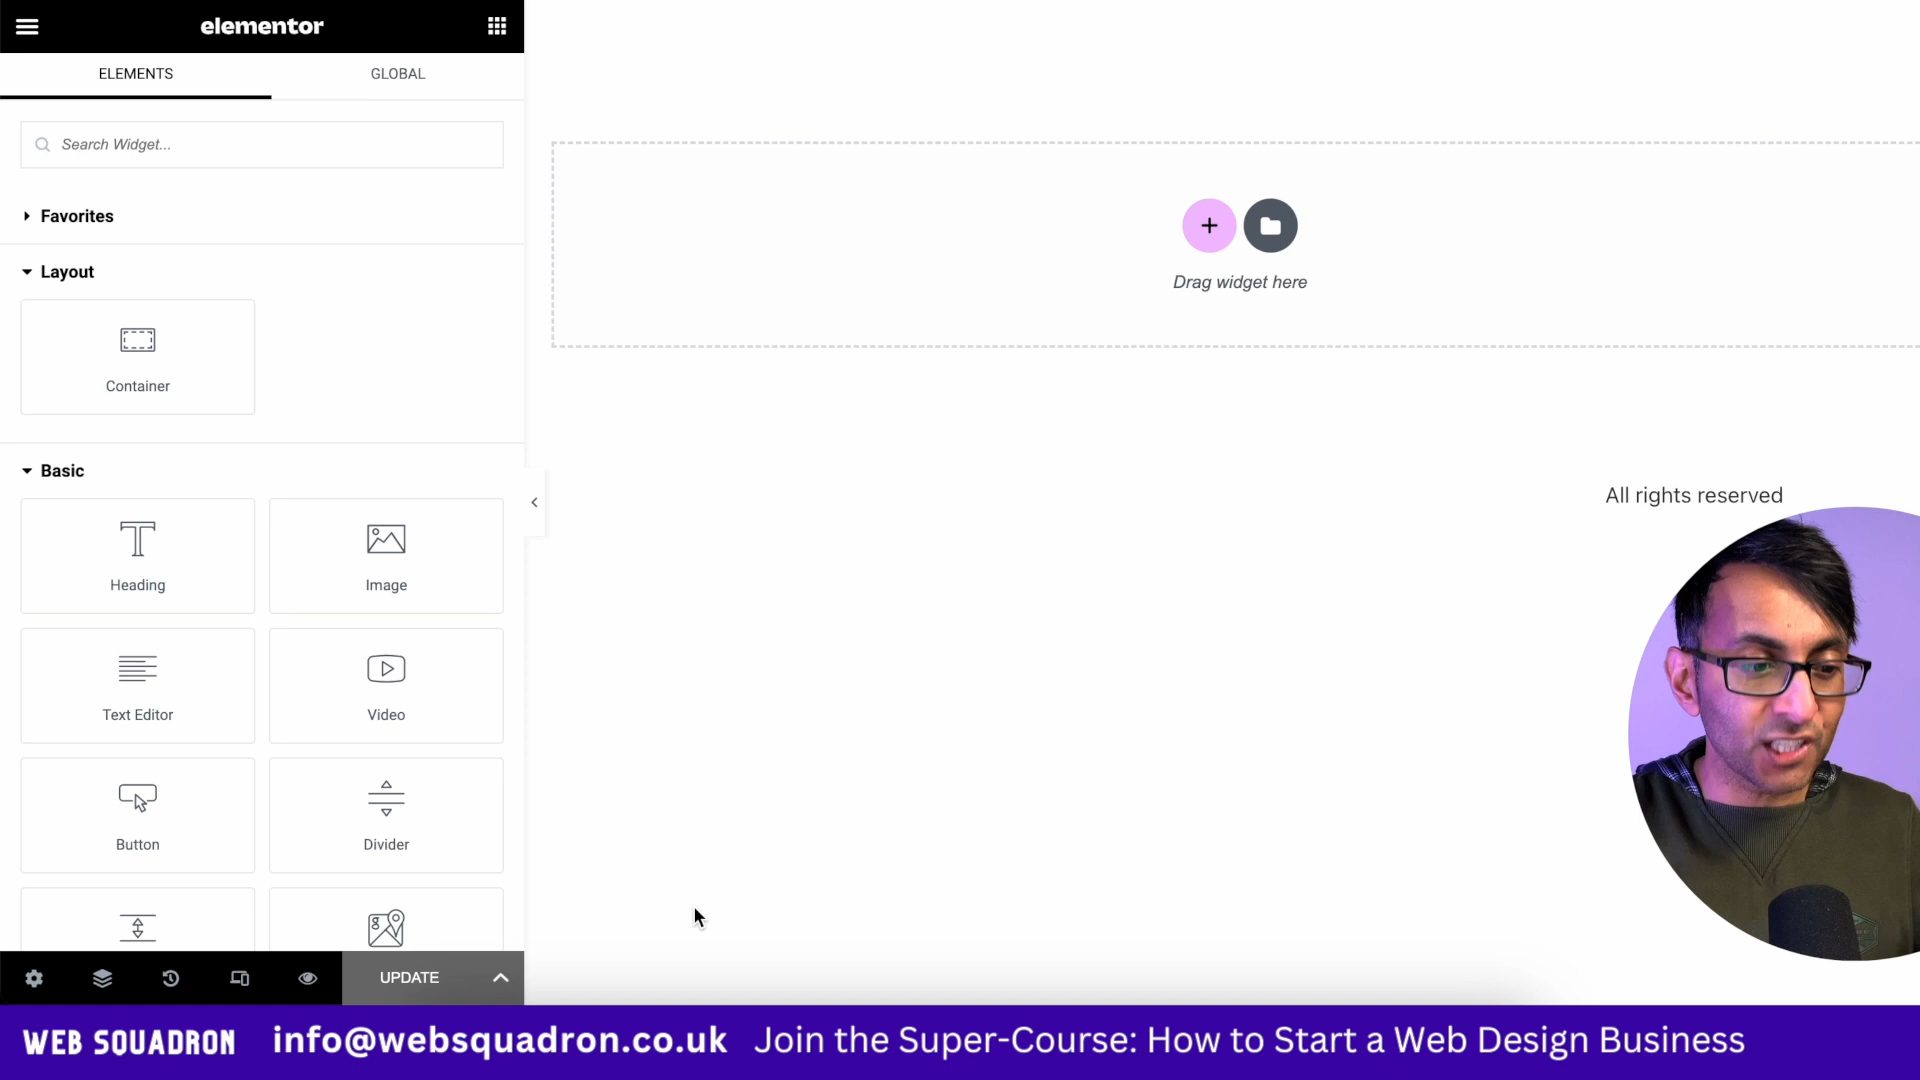 elementor
ELEMENTS
GLOBAL
Search Widget...
Favorites
Layout
Container
Basic
Heading
Image
Text Editor
Video
Button
Divider
UPDATE
Drag widget here
All rights reserved
WEB SQUADRON info@websquadron.co.uk Join the Super-Course: How to Start a Web Design Business